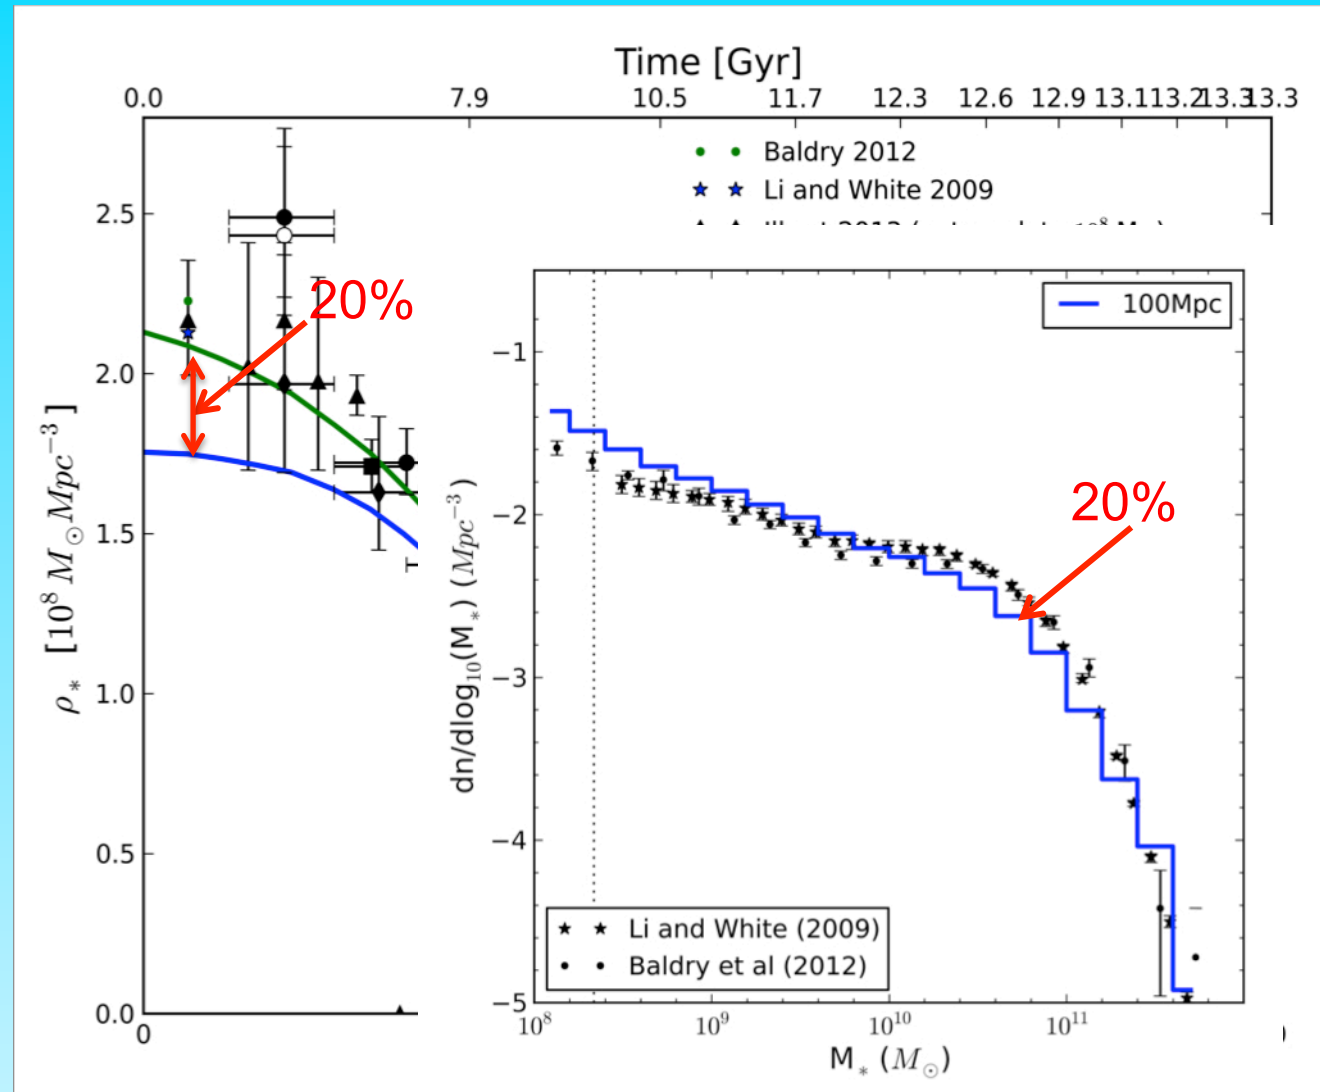 Time [Gyr]
0.0 7.9 10.5 11.7 12.3 12.6 12.9 13.1 13.2 13.3 13.3
Baldry 2012
Li and White 2009
2.5
2.0
1.5
1.0
0.5
0.0
0
ρ* [10⁸ M☉Mpc⁻³]
20%
100Mpc
20%
−1
−2
−3
−4
−5
dn/dlog₁₀(M*) (Mpc⁻³)
Li and White (2009)
Baldry et al (2012)
10⁸ 10⁹ 10¹⁰ 10¹¹
M* (M☉)